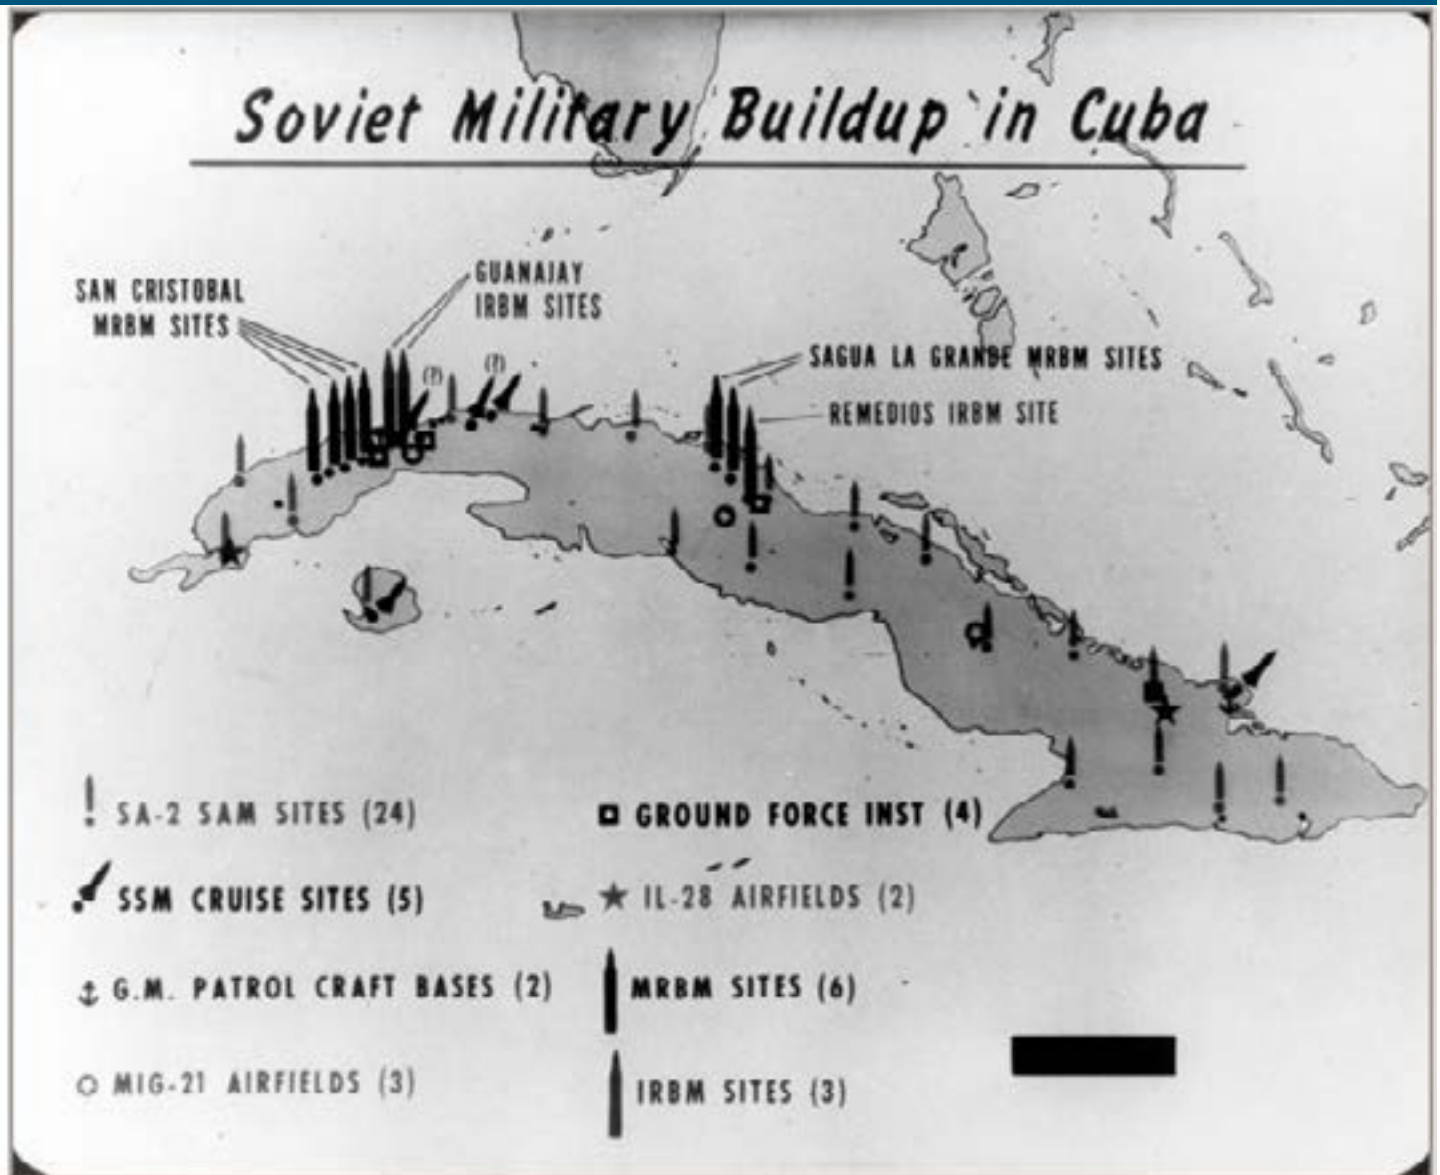 Soviet Military Buildup in Cuba
SAN CRISTOBAL
MRBM SITES
GUANAJAY
IRBM SITES
(?)
(?)
SAGUA LA GRANDE MRBM SITES
REMEDIOS IRBM SITE
SA-2 SAM SITES (24)
SSM CRUISE SITES (5)
G.M. PATROL CRAFT BASES (2)
MIG-21 AIRFIELDS (3)
GROUND FORCE INST (4)
IL-28 AIRFIELDS (2)
MRBM SITES (6)
IRBM SITES (3)